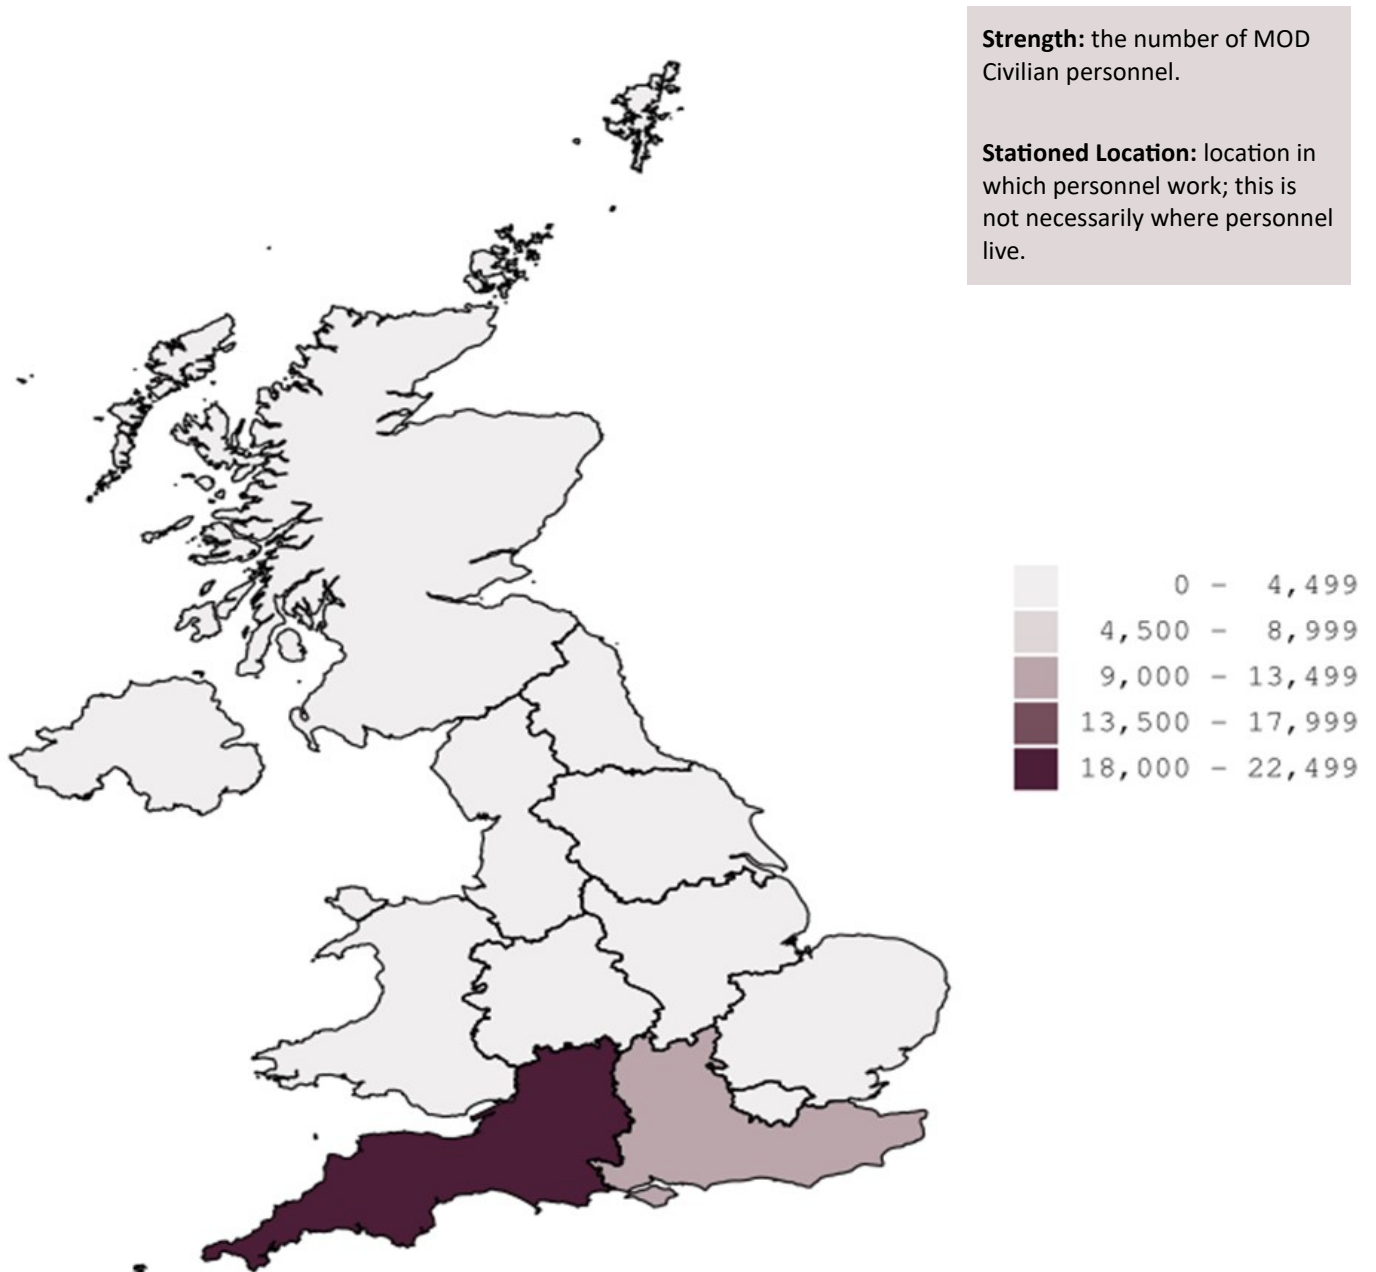 Strength: the number of MOD
Civilian personnel.
Stationed Location: location in
which personnel work; this is
not necessarily where personnel
live.
0 – 4,499
4,500 – 8,999
9,000 – 13,499
13,500 – 17,999
18,000 – 22,499